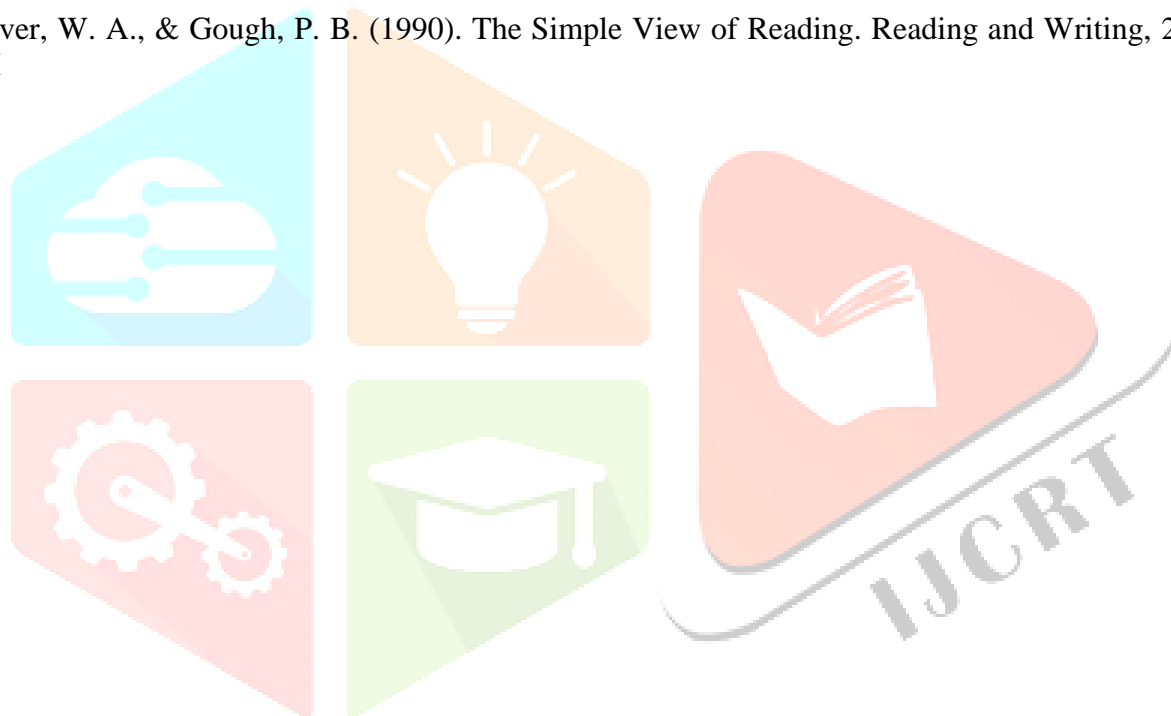 ver, W. A., & Gough, P. B. (1990). The Simple View of Reading. Reading and Writing, 2
IJCRT